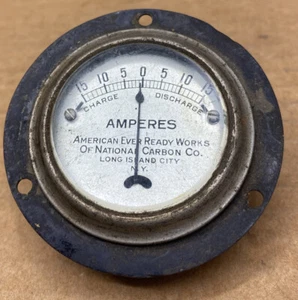 15 10 5 0 5 10 15
CHARGE DISCHARGE
AMPERES
AMERICAN EVER READY WORKS
OF NATIONAL CARBON CO.
LONG ISLAND CITY
N.Y.